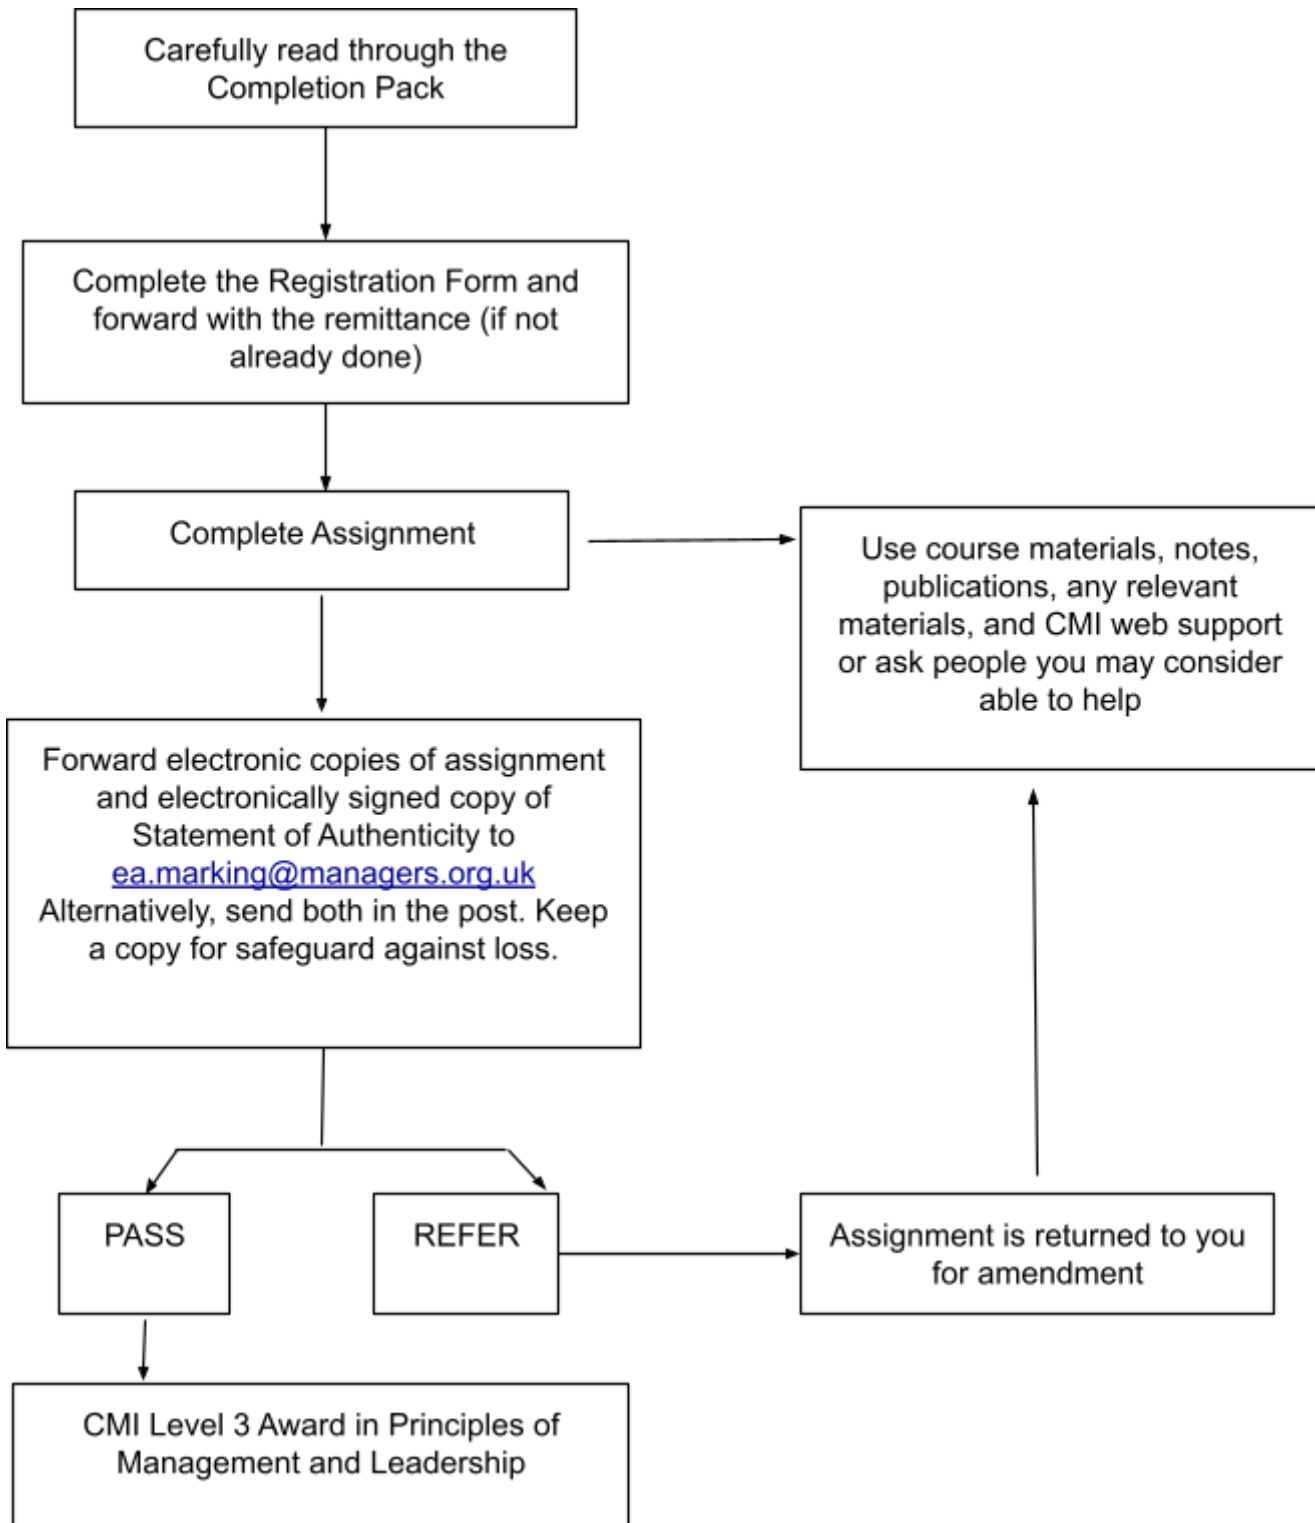 Carefully read through the
Completion Pack
Complete the Registration Form and
forward with the remittance (if not
already done)
Complete Assignment
Use course materials, notes,
publications, any relevant
materials, and CMI web support
or ask people you may consider
able to help
Forward electronic copies of assignment
and electronically signed copy of
Statement of Authenticity to
ea.marking@managers.org.uk
Alternatively, send both in the post. Keep
a copy for safeguard against loss.
PASS
REFER
Assignment is returned to you
for amendment
CMI Level 3 Award in Principles of
Management and Leadership